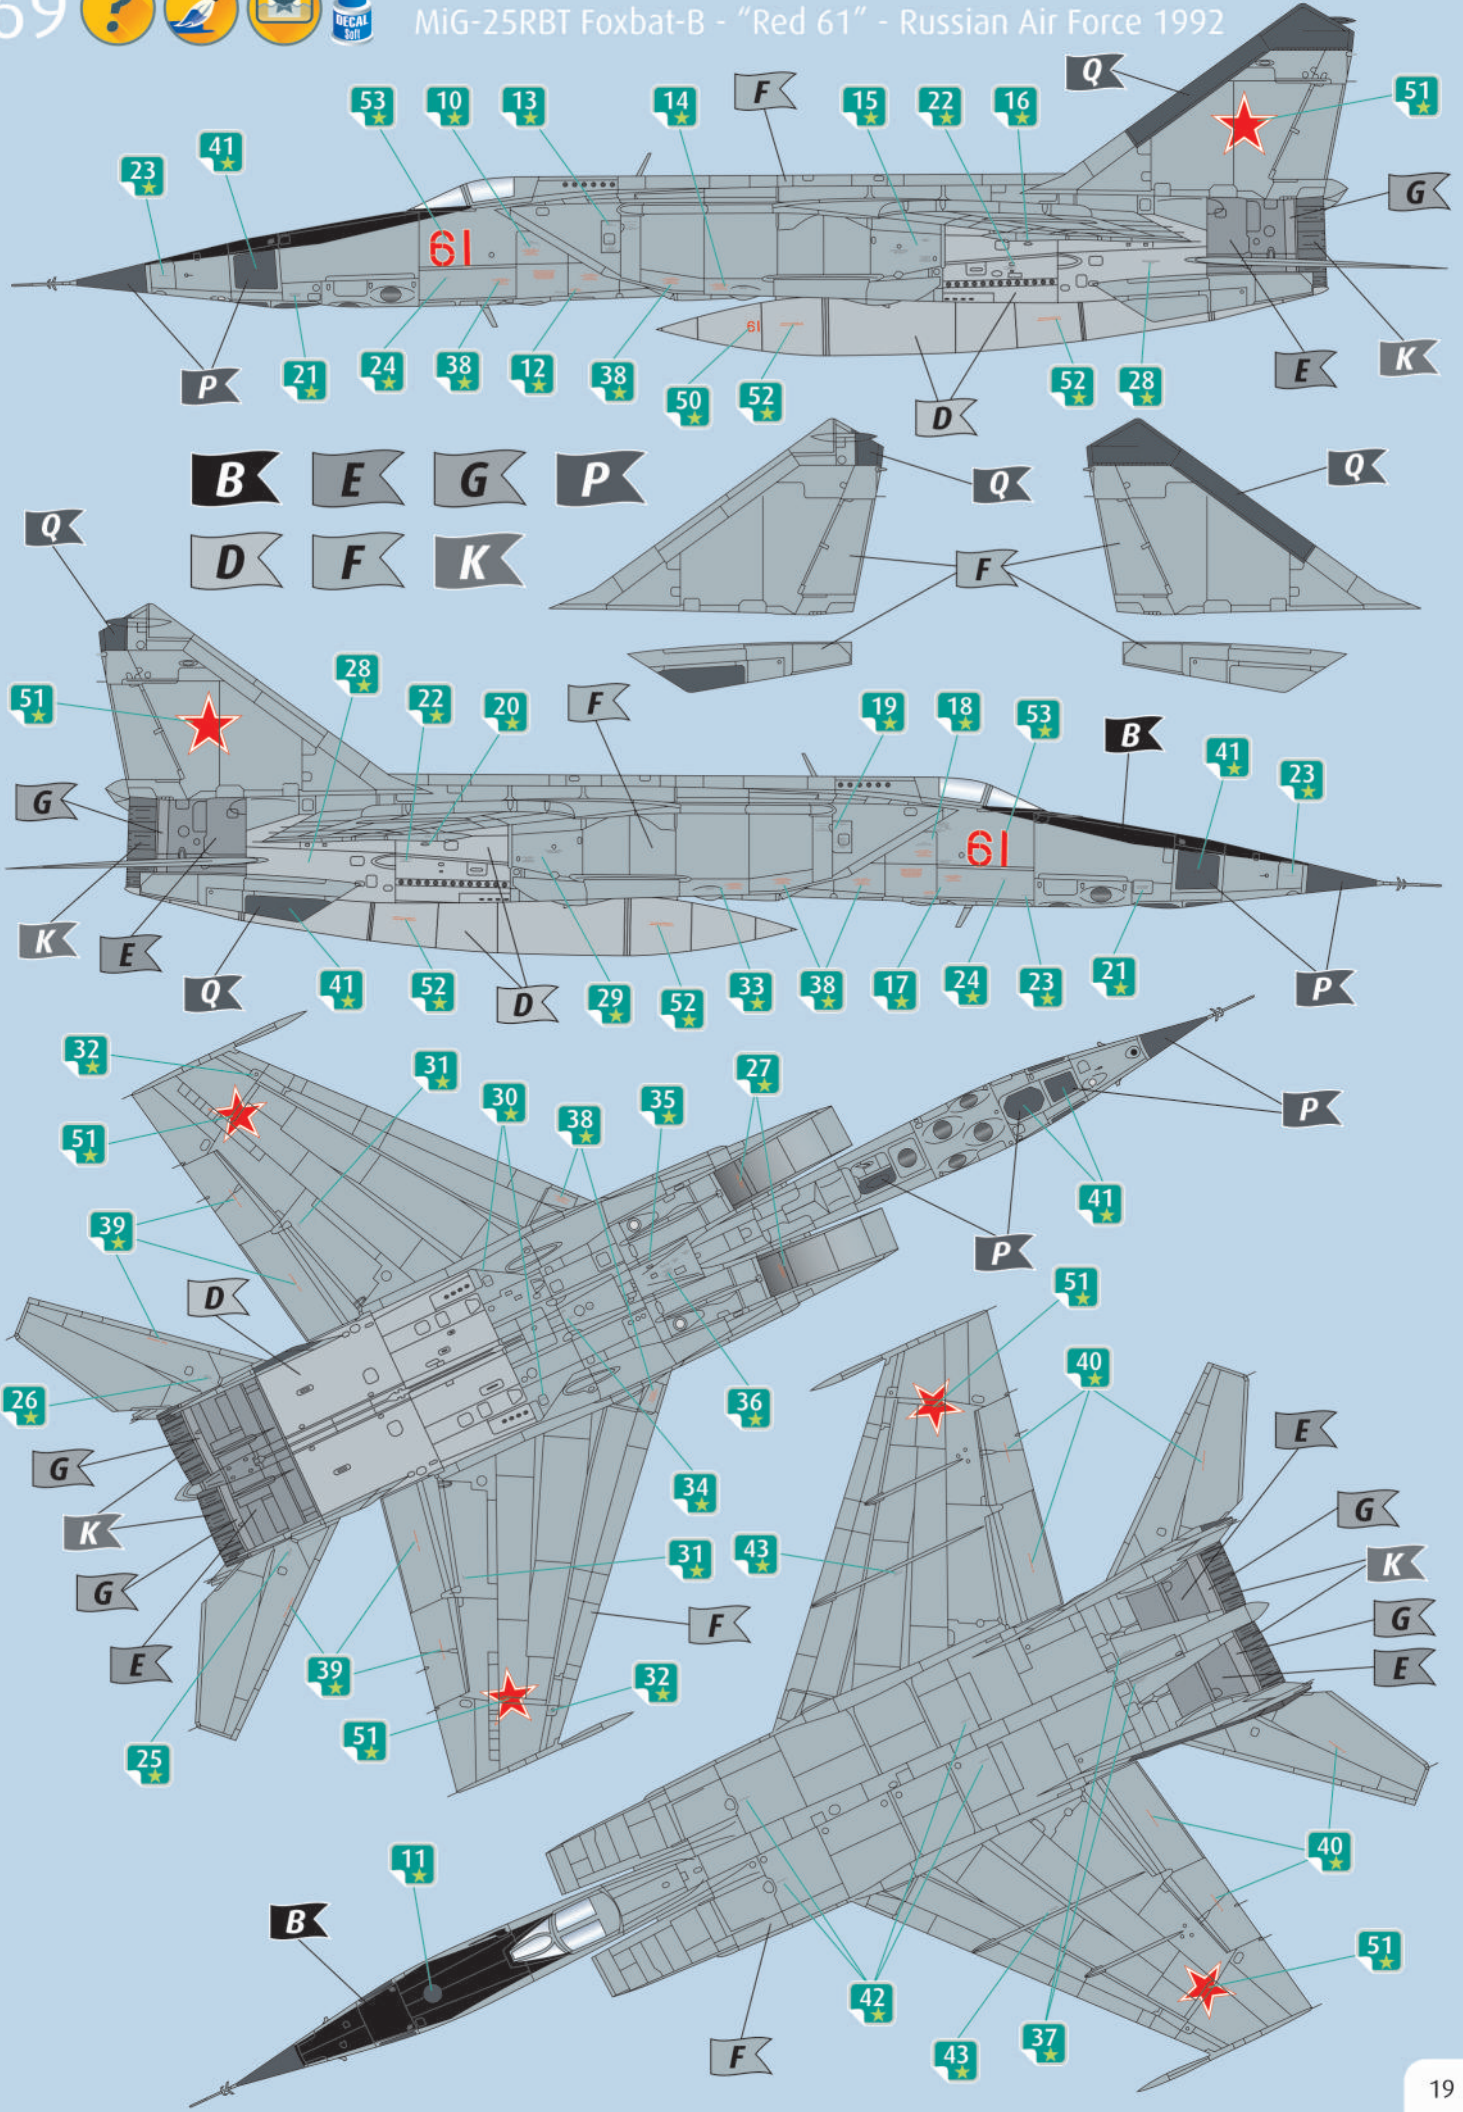 69 ?
DECAL
Soft
MiG-25RBT Foxbat-B - "Red 61" - Russian Air Force 1992
Q
53 10 13 14 F 15 22 16 51
23 41
G
61
61
P 21 24 38 12 38 50 52 D 52 28 E K
B E G P
D F K
Q Q
F
Q
51 28 22 20 F 19 18 53 B 41 23
G
61
K E Q 41 52 D 29 52 33 38 17 24 23 21 P
32 31 30 38 35 27
51
P
41
39
P
D
51
26
40
36
E
G
34
G
K
31 43
K
G
F
G
E
E
39
32
51
25
11
40
B
51
42
F
43 37
19